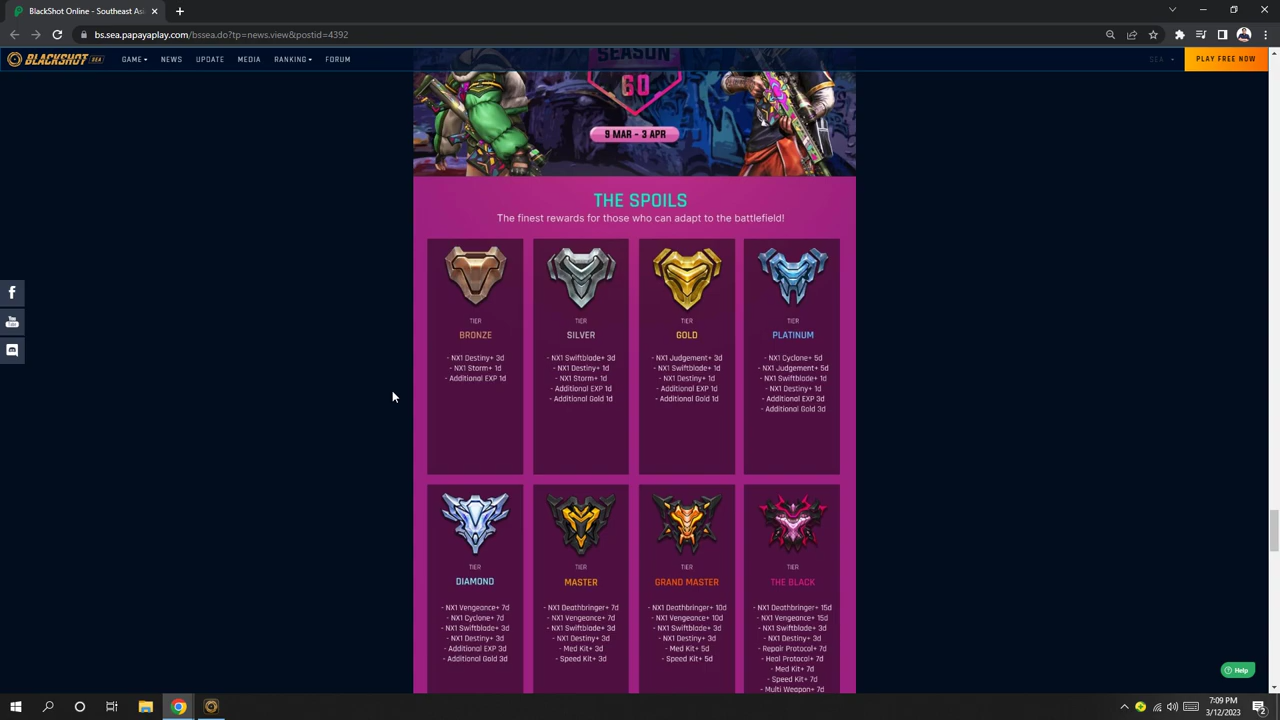 BlackShot East Asia
bs.sea.papayaplay.com/bssea.do?tp=news.view&postid=4392
BLACKSHOT SEA
GAME
NEWS
UPDATE
MEDIA
RANKING
FORUM
SEA
PLAY FREE NOW
SEASON
60
9 MAR - 3 APR
THE SPOILS
The finest rewards for those who can adapt to the battlefield!
TIER
BRONZE
- NX1 Destiny+ 3d
- NX1 Storm+ 1d
- Additional EXP 1d
TIER
SILVER
- NX1 Swiftblade+ 3d
- NX1 Destiny+ 1d
- NX1 Storm+ 1d
- Additional EXP 1d
- Additional Gold 1d
TIER
GOLD
- NX1 Judgement+ 3d
- NX1 Swiftblade+ 1d
- NX1 Destiny+ 1d
- Additional EXP 1d
- Additional Gold 1d
TIER
PLATINUM
- NX1 Cyclone+ 5d
- NX1 Judgement+ 5d
- NX1 Swiftblade+ 1d
- NX1 Destiny+ 1d
- Additional EXP 3d
- Additional Gold 3d
TIER
DIAMOND
- NX1 Vengeance+ 7d
- NX1 Cyclone+ 7d
- NX1 Swiftblade+ 3d
- NX1 Destiny+ 3d
- Additional EXP 3d
- Additional Gold 3d
TIER
MASTER
- NX1 Deathbringer+ 7d
- NX1 Vengeance+ 7d
- NX1 Swiftblade+ 3d
- NX1 Destiny+ 3d
- Med Kit+ 3d
- Speed Kit+ 3d
TIER
GRAND MASTER
- NX1 Deathbringer+ 10d
- NX1 Vengeance+ 10d
- NX1 Swiftblade+ 3d
- NX1 Destiny+ 3d
- Med Kit+ 5d
- Speed Kit+ 5d
TIER
THE BLACK
- NX1 Deathbringer+ 15d
- NX1 Vengeance+ 15d
- NX1 Swiftblade+ 3d
- NX1 Destiny+ 3d
- Repair Protocol+ 7d
- Heal Protocol+ 7d
- Med Kit+ 7d
- Speed Kit+ 7d
- Multi Weapon+ 7d
Help
7:09 PM
3/12/2023
2